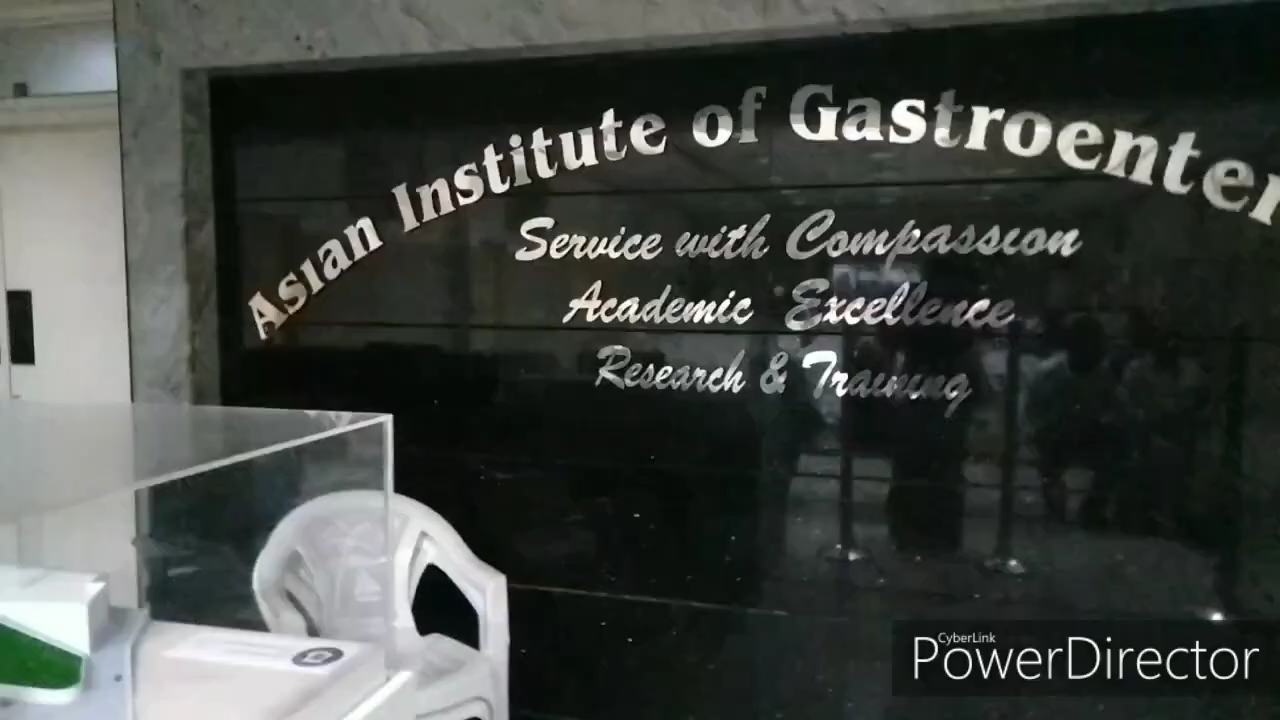 Asian Institute of Gastroenter
Service with Compassion
Academic Excellence
Research & Training
CyberLink
PowerDirector